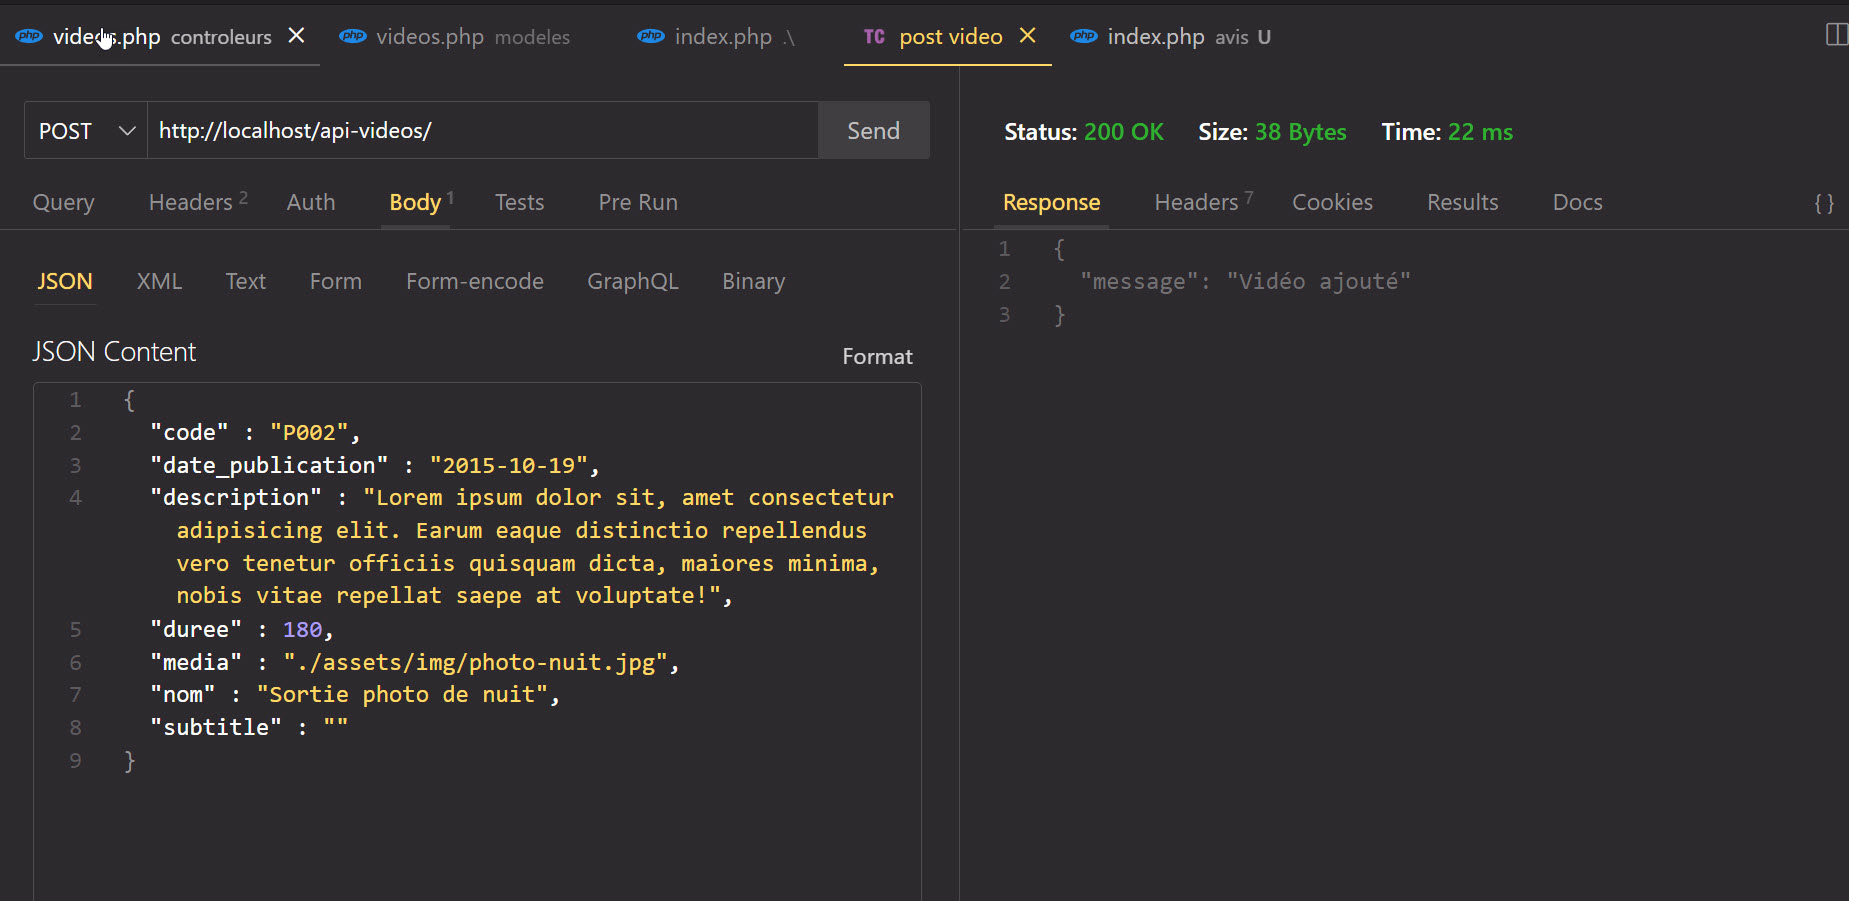 php videos.php controleurs
php videos.php modeles
php index.php .\
TC post video
php index.php avis U
POST http://localhost/api-videos/ Send
Query Headers 2 Auth Body 1 Tests Pre Run
JSON XML Text Form Form-encode GraphQL Binary
JSON Content
Format
1 {
2 "code" : "P002",
3 "date_publication" : "2015-10-19",
4 "description" : "Lorem ipsum dolor sit, amet consectetur
adipisicing elit. Earum eaque distinctio repellendus
vero tenetur officiis quisquam dicta, maiores minima,
nobis vitae repellat saepe at voluptate!",
5 "duree" : 180,
6 "media" : "./assets/img/photo-nuit.jpg",
7 "nom" : "Sortie photo de nuit",
8 "subtitle" : ""
9 }
Status: 200 OK Size: 38 Bytes Time: 22 ms
Response Headers 7 Cookies Results Docs { }
1 {
2 "message": "Vidéo ajouté"
3 }